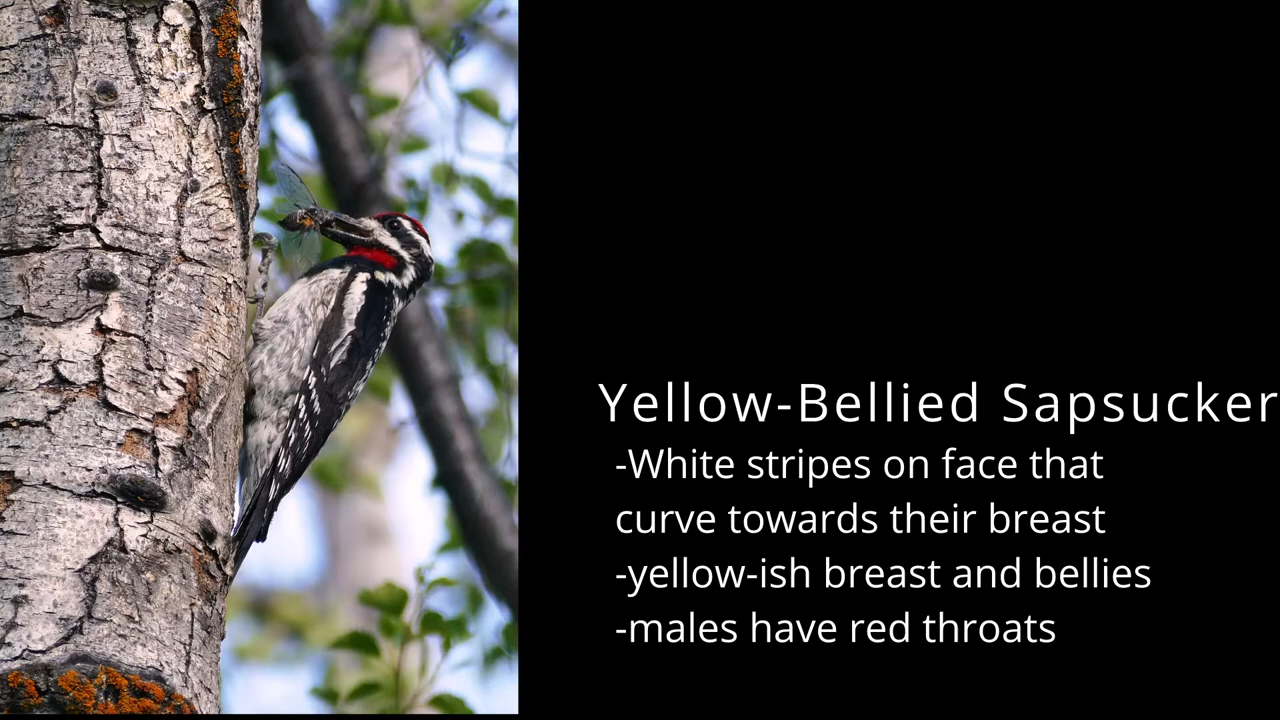 Yellow-Bellied Sapsucker
-White stripes on face that
curve towards their breast
-yellow-ish breast and bellies
-males have red throats